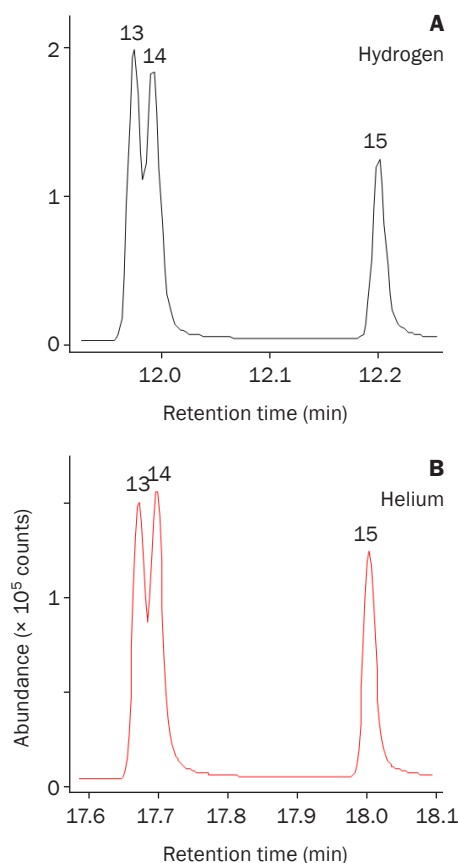 A
Hydrogen
13
14
15
2
1
0
12.0 12.1 12.2
Retention time (min)
B
Helium
13 14
15
Abundance (× 10⁵ counts)
1
0
17.6 17.7 17.8 17.9 18.0 18.1
Retention time (min)